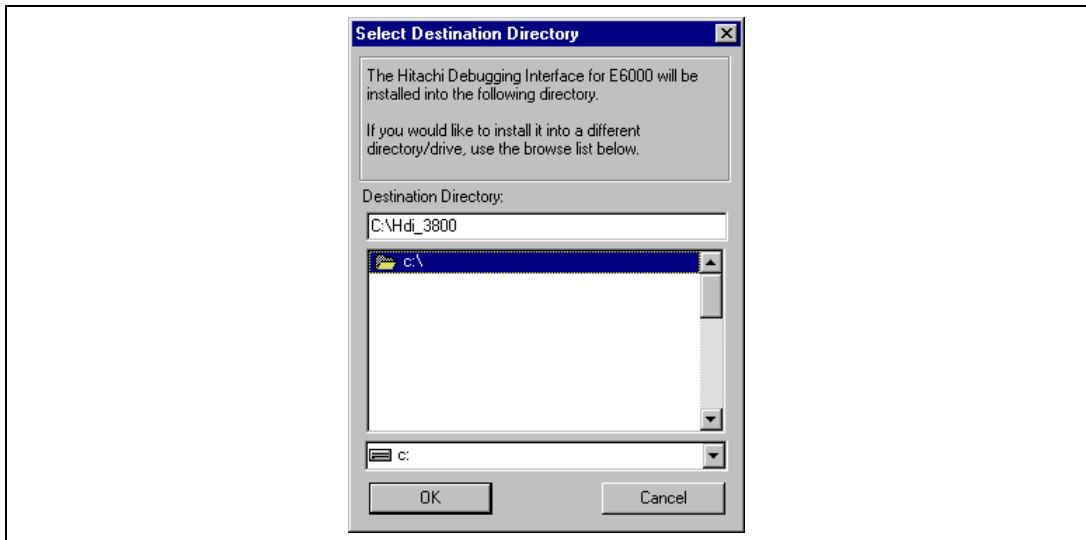 Select Destination Directory
The Hitachi Debugging Interface for E6000 will be
installed into the following directory.
If you would like to install it into a different
directory/drive, use the browse list below.
Destination Directory:
C:\Hdi_3800
c:\
c:
OK Cancel